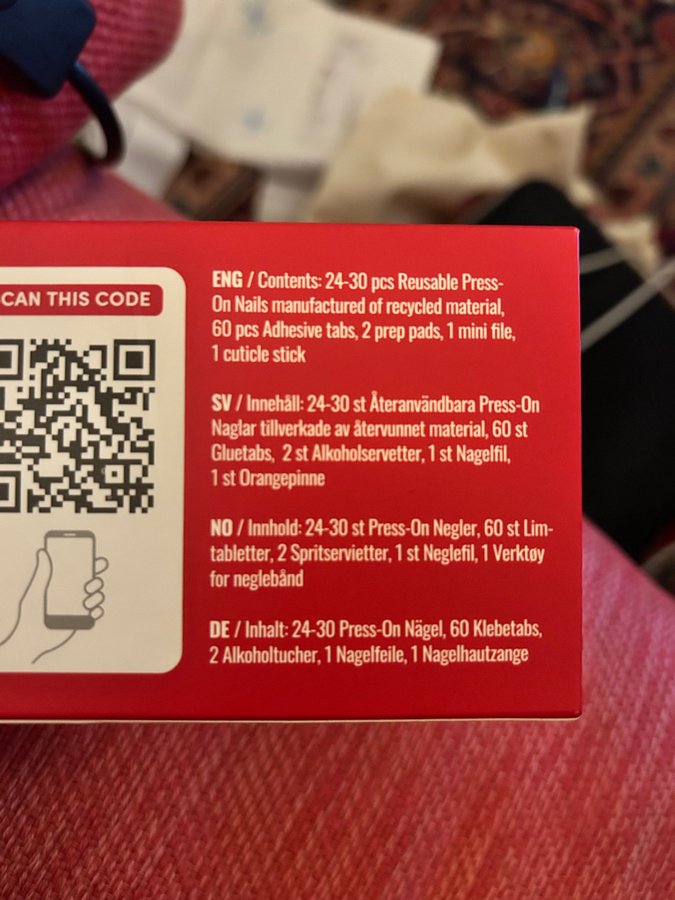 CAN THIS CODE
ENG / Contents: 24-30 pcs Reusable Press-
On Nails manufactured of recycled material,
60 pcs Adhesive tabs, 2 prep pads, 1 mini file,
1 cuticle stick
SV / Innehåll: 24-30 st Återanvändbara Press-On
Naglar tillverkade av återvunnet material, 60 st
Gluetabs, 2 st Alkoholservetter, 1 st Nagelfil,
1 st Orangepinne
NO / Innhold: 24-30 st Press-On Negler, 60 st Lim-
tabletter, 2 Spritservietter, 1 st Neglefil, 1 Verktøy
for neglebånd
DE / Inhalt: 24-30 Press-On Nägel, 60 Klebetabs,
2 Alkoholtucher, 1 Nagelfeile, 1 Nagelhautzange